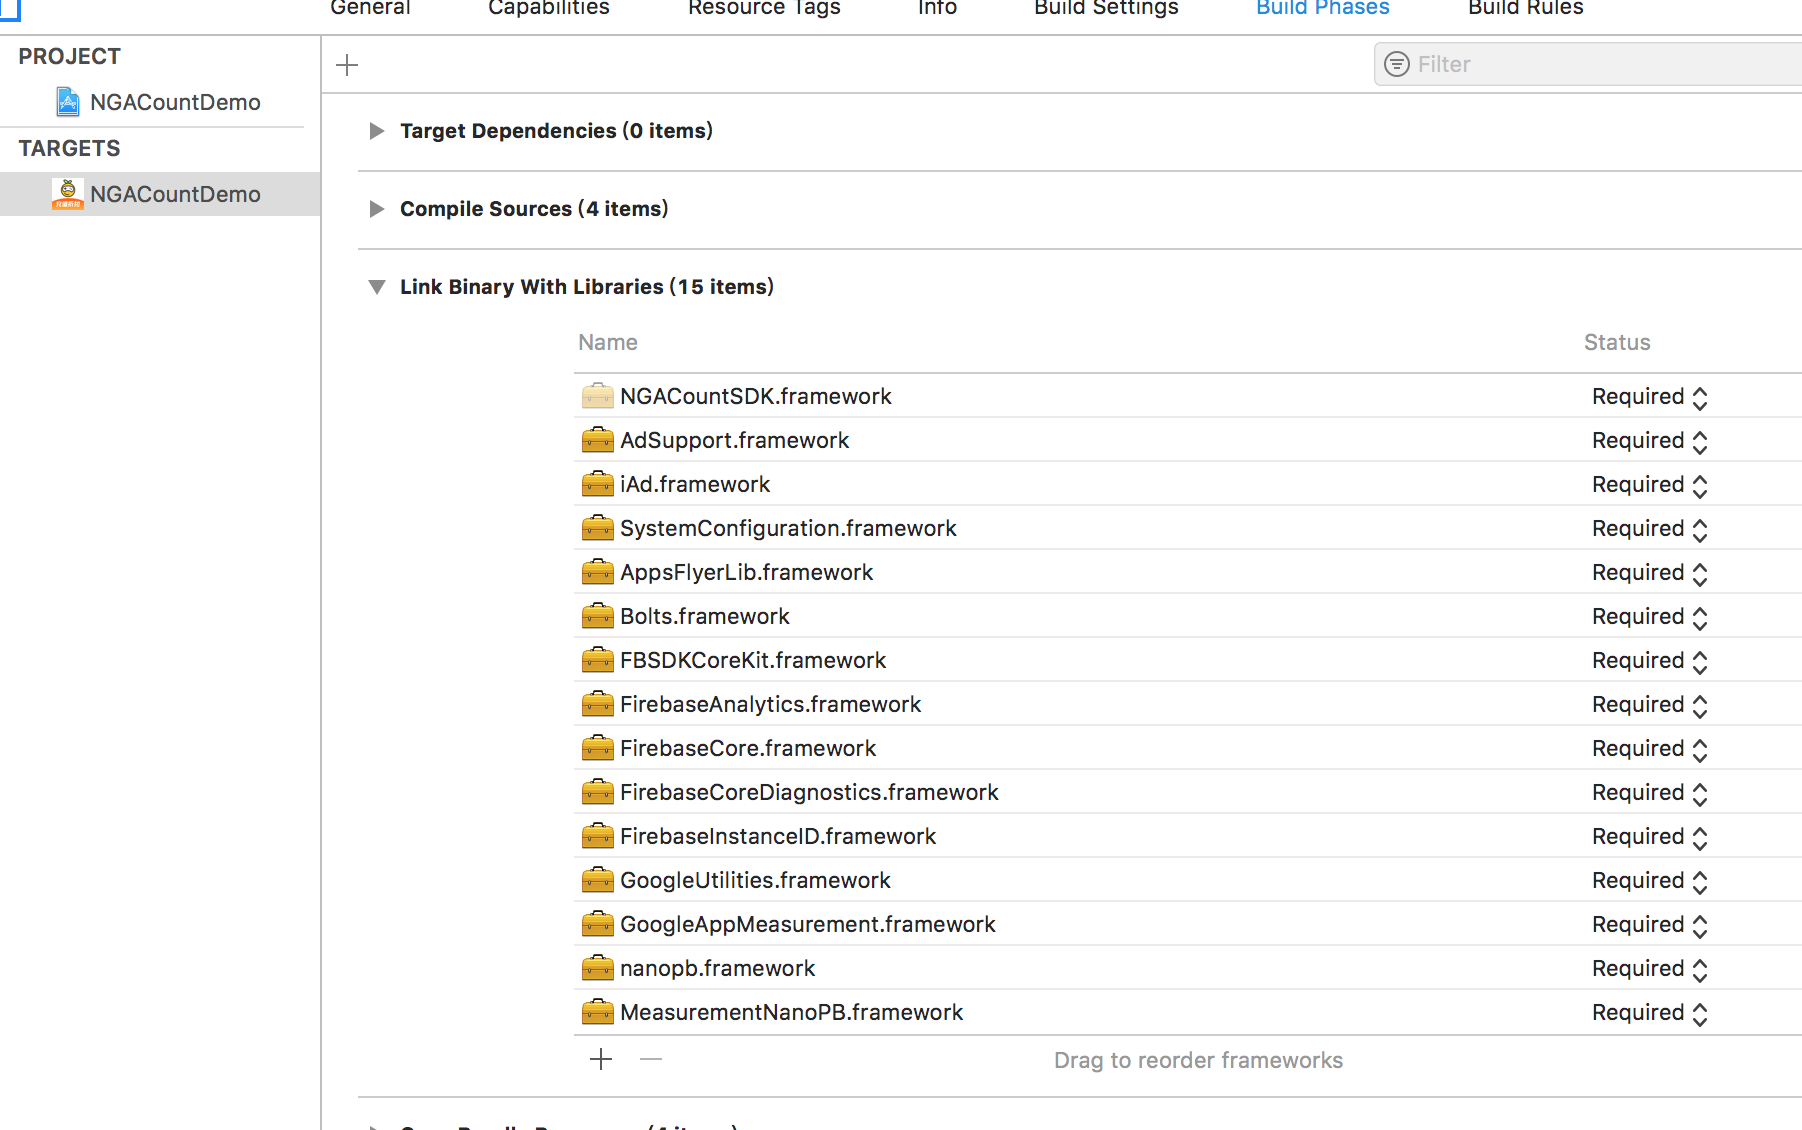 General Capabilities Resource Tags Info Build Settings Build Phases Build Rules
PROJECT
Filter
NGACountDemo
Target Dependencies (0 items)
TARGETS
NGACountDemo
Compile Sources (4 items)
Link Binary With Libraries (15 items)
Name Status
NGACountSDK.framework Required
AdSupport.framework Required
iAd.framework Required
SystemConfiguration.framework Required
AppsFlyerLib.framework Required
Bolts.framework Required
FBSDKCoreKit.framework Required
FirebaseAnalytics.framework Required
FirebaseCore.framework Required
FirebaseCoreDiagnostics.framework Required
FirebaseInstanceID.framework Required
GoogleUtilities.framework Required
GoogleAppMeasurement.framework Required
nanopb.framework Required
MeasurementNanoPB.framework Required
Drag to reorder frameworks